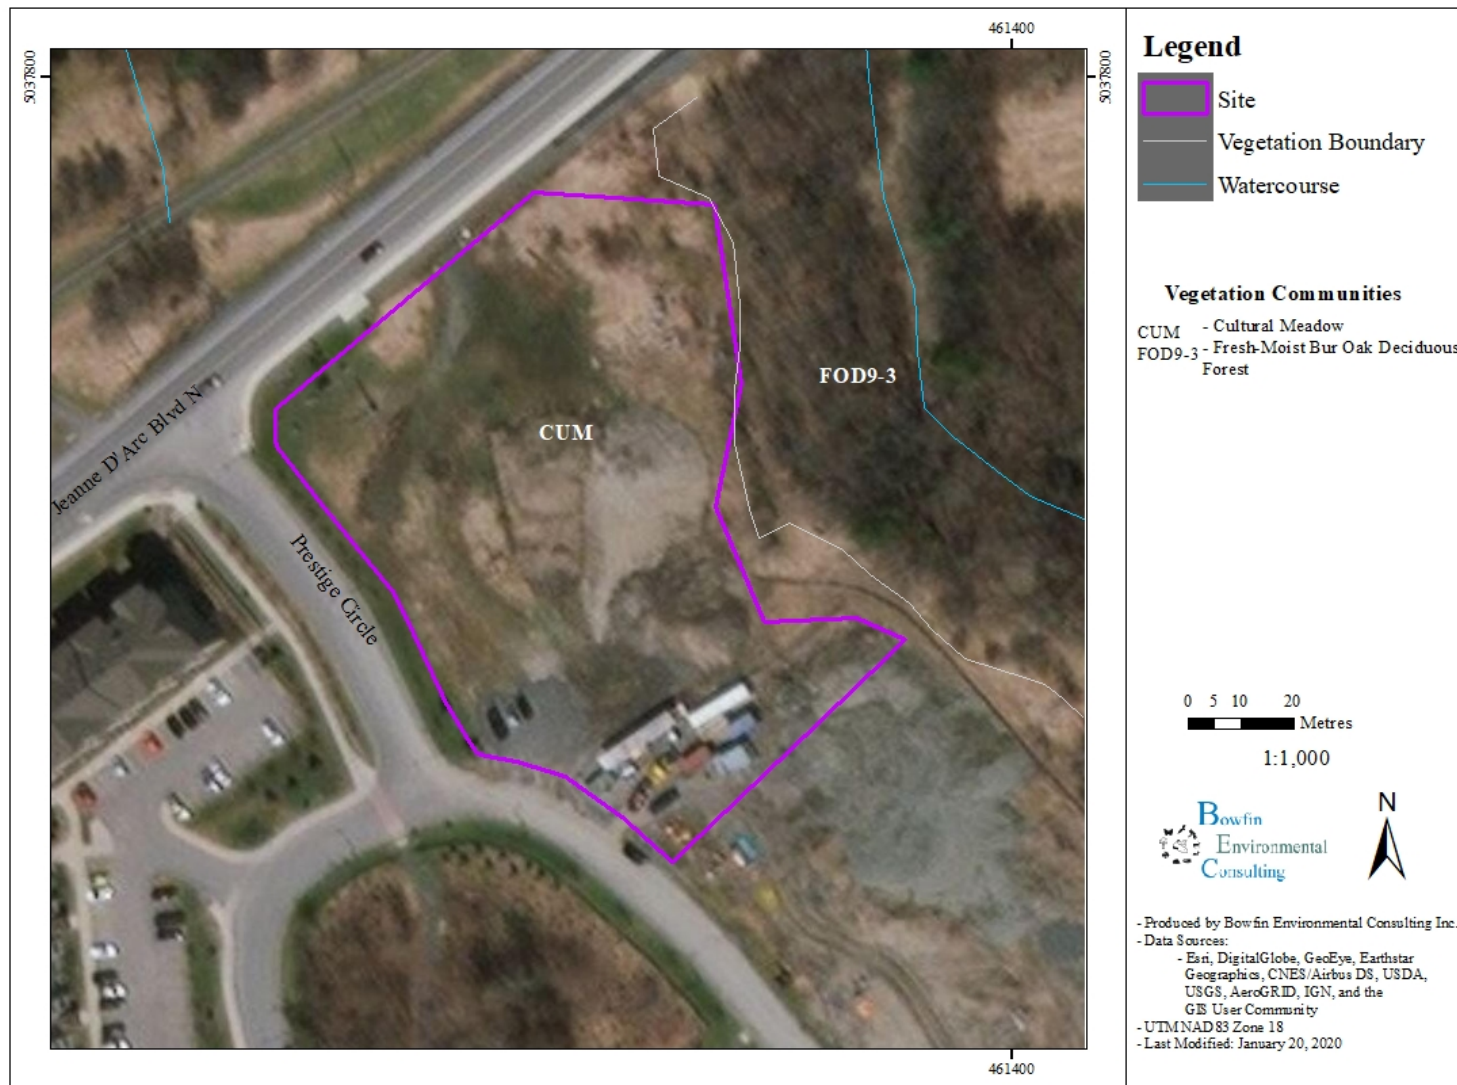 461400
5037800
5037800
Jeanne D'Arc Blvd N
Prestige Circle
CUM
FOD9-3
461400
Legend
Site
Vegetation Boundary
Watercourse
Vegetation Communities
CUM - Cultural Meadow
FOD9-3 - Fresh-Moist Bur Oak Deciduous
Forest
0 5 10 20
Metres
1:1,000
Bowfin
Environmental
Consulting
N
- Produced by Bowfin Environmental Consulting Inc.
- Data Sources:
- Esri, DigitalGlobe, GeoEye, Earthstar
Geographics, CNES/Airbus DS, USDA,
USGS, AeroGRID, IGN, and the
GIS User Community
- UTM NAD83 Zone 18
- Last Modified: January 20, 2020